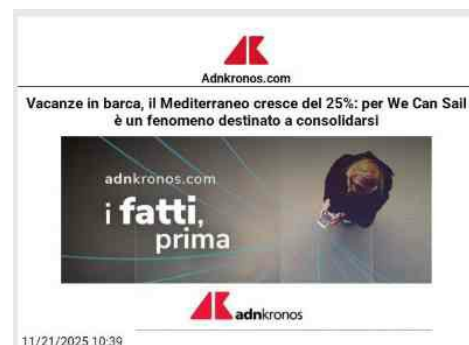 Adnkronos.com
Vacanze in barca, il Mediterraneo cresce del 25%: per We Can Sail
è un fenomeno destinato a consolidarsi
adnkronos.com
i fatti,
prima
adnkronos
11/21/2025 10:39